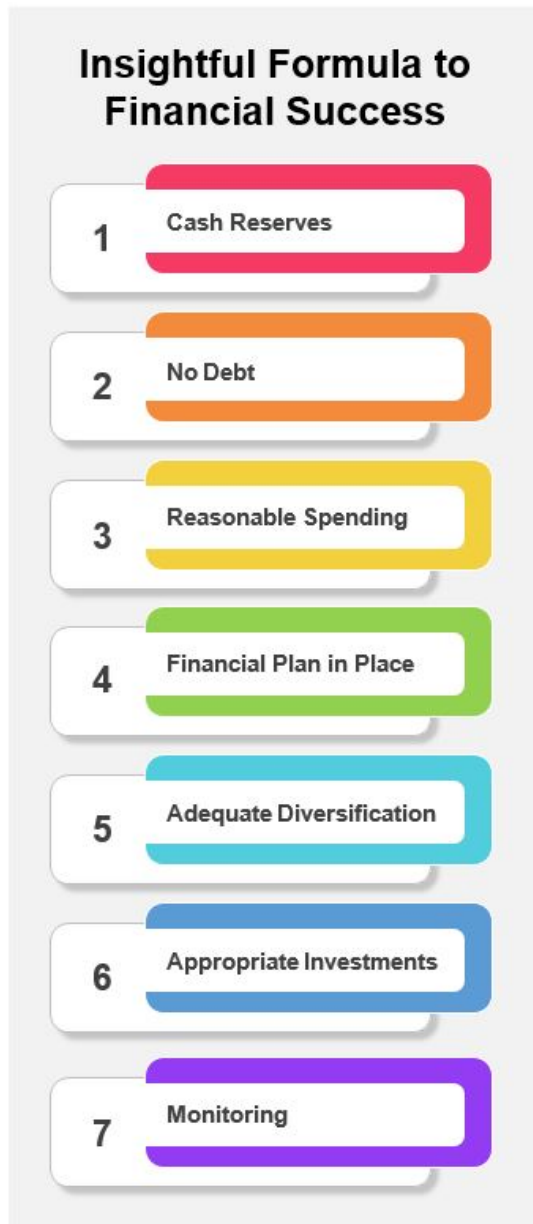 Insightful Formula to
Financial Success
1
Cash Reserves
2
No Debt
3
Reasonable Spending
4
Financial Plan in Place
5
Adequate Diversification
6
Appropriate Investments
7
Monitoring